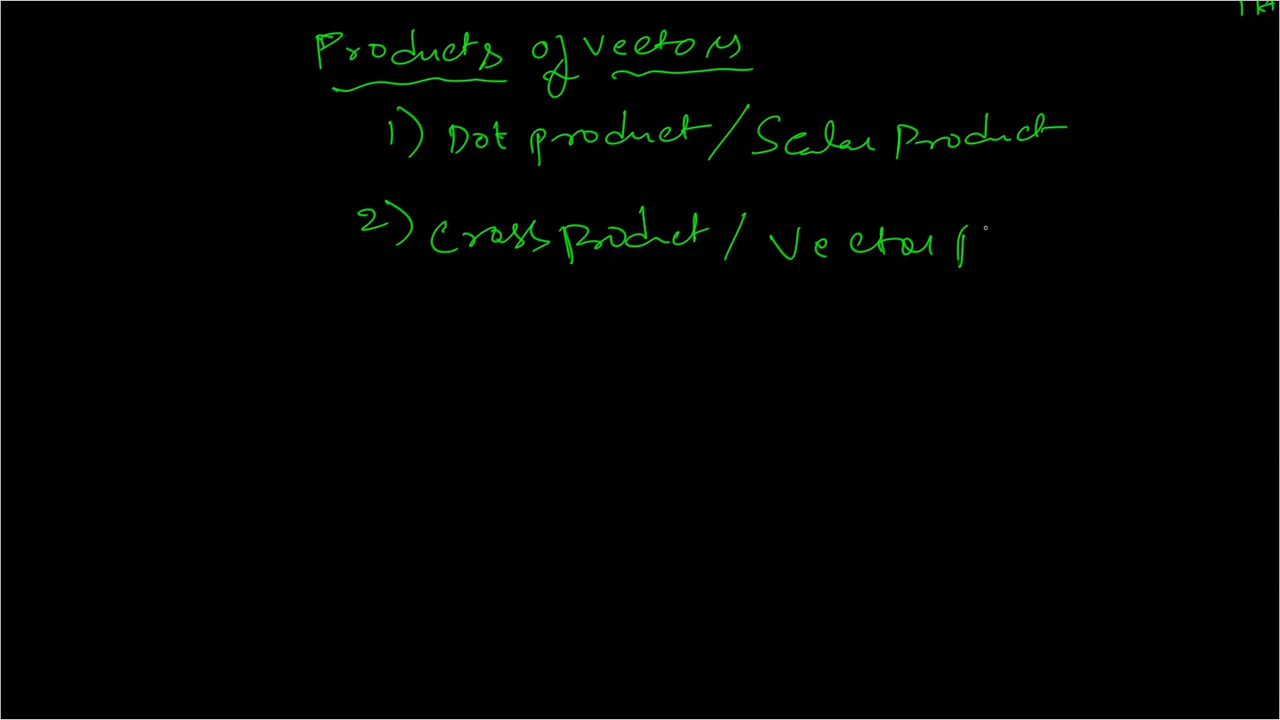 Products of vectors
1) Dot product / Scalar Product
2) Cross product / Vector p